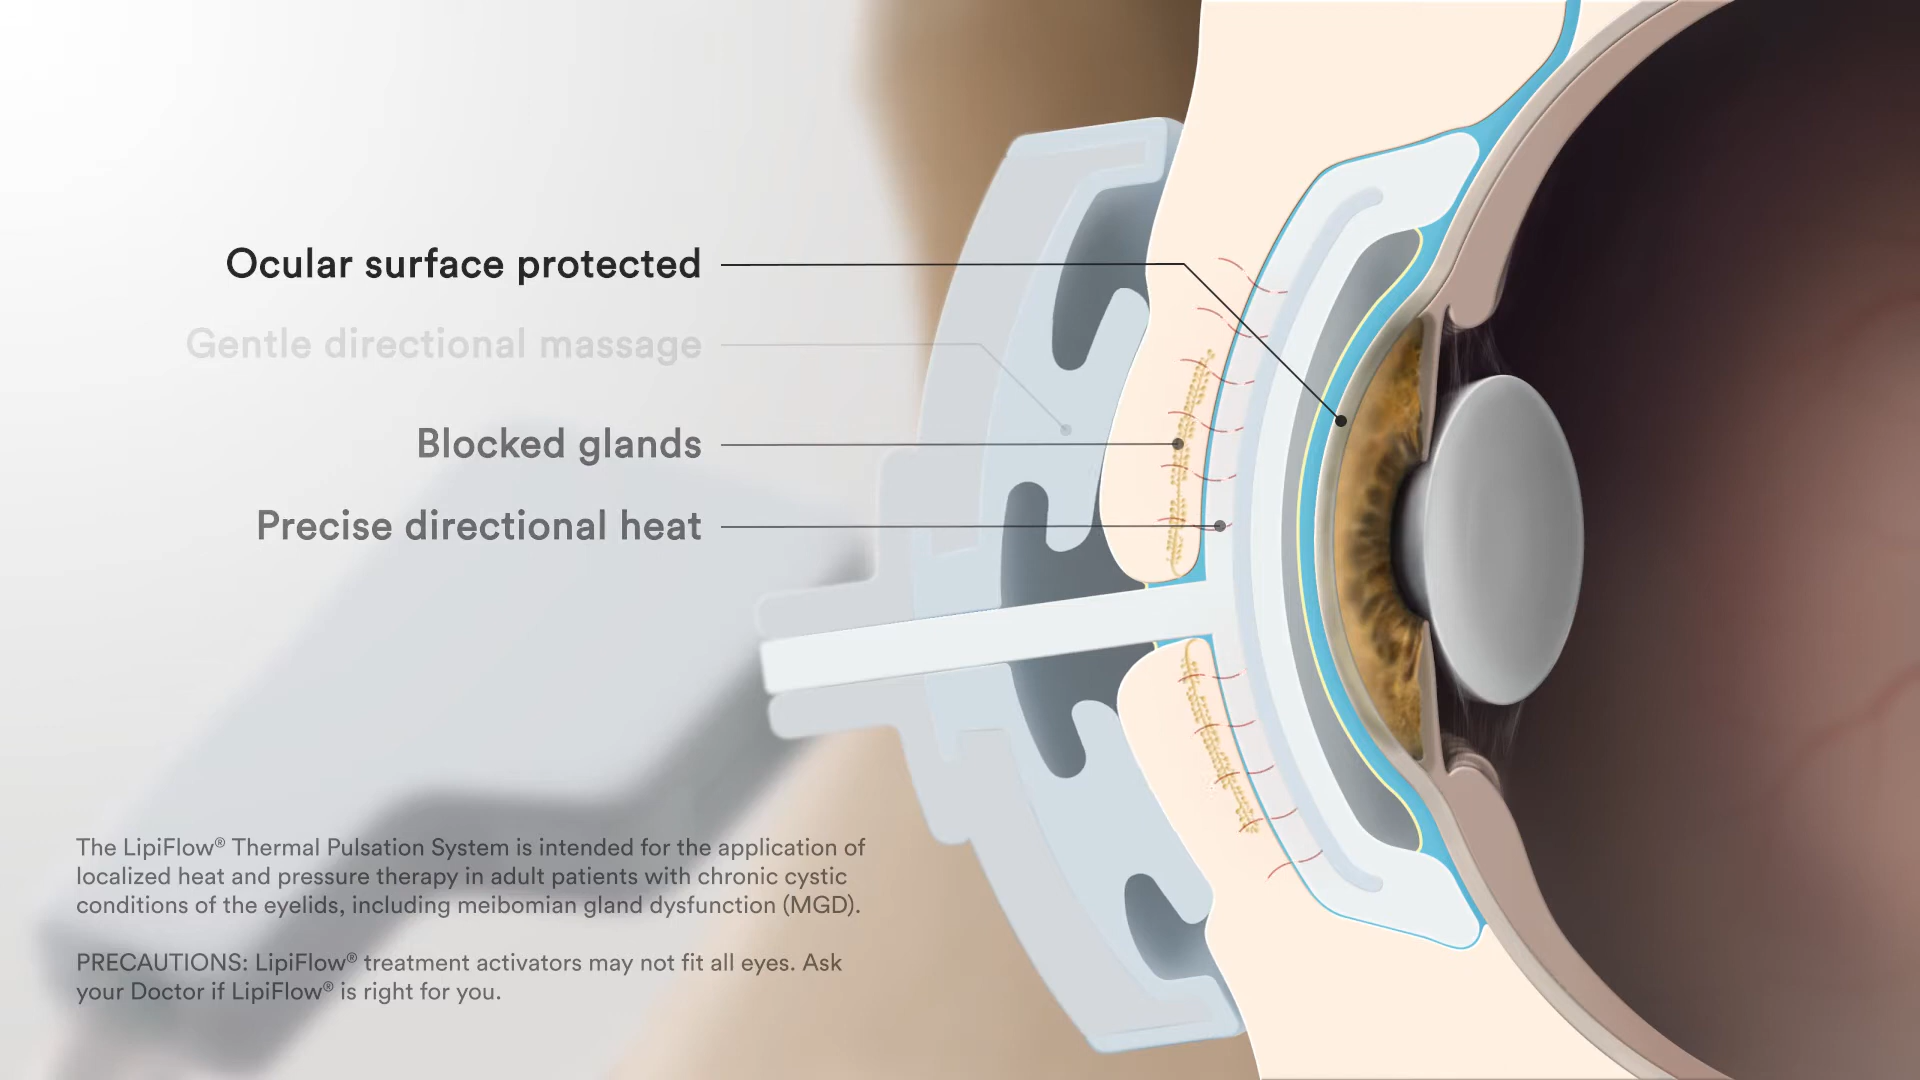 Ocular surface protected
Gentle directional massage
Blocked glands
Precise directional heat
The LipiFlow® Thermal Pulsation System is intended for the application of
localized heat and pressure therapy in adult patients with chronic cystic
conditions of the eyelids, including meibomian gland dysfunction (MGD).
PRECAUTIONS: LipiFlow® treatment activators may not fit all eyes. Ask
your Doctor if LipiFlow® is right for you.